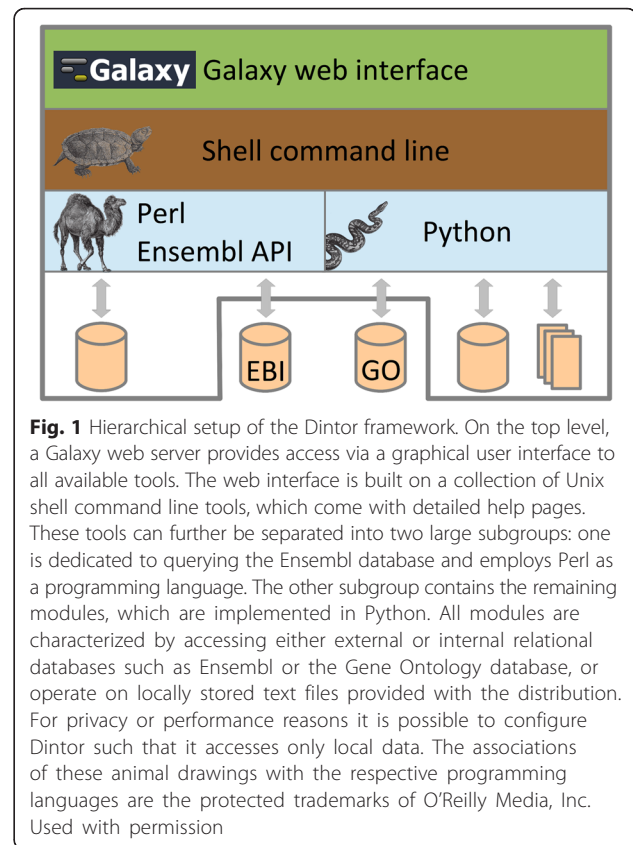 Galaxy Galaxy web interface
Shell command line
Perl
Ensembl API
Python
EBI
GO
Fig. 1 Hierarchical setup of the Dintor framework. On the top level,
a Galaxy web server provides access via a graphical user interface to
all available tools. The web interface is built on a collection of Unix
shell command line tools, which come with detailed help pages.
These tools can further be separated into two large subgroups: one
is dedicated to querying the Ensembl database and employs Perl as
a programming language. The other subgroup contains the remaining
modules, which are implemented in Python. All modules are
characterized by accessing either external or internal relational
databases such as Ensembl or the Gene Ontology database, or
operate on locally stored text files provided with the distribution.
For privacy or performance reasons it is possible to configure
Dintor such that it accesses only local data. The associations
of these animal drawings with the respective programming
languages are the protected trademarks of O'Reilly Media, Inc.
Used with permission